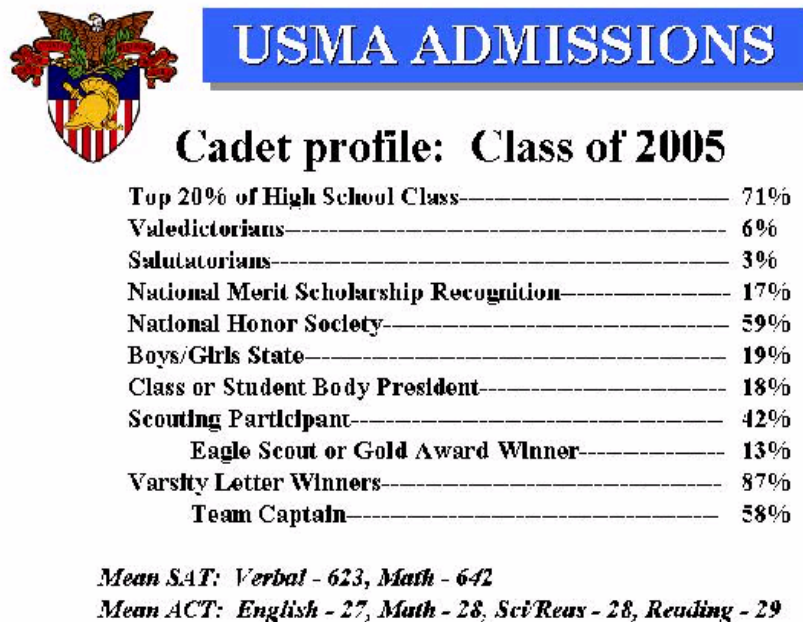 USMA ADMISSIONS
Cadet profile: Class of 2005
Top 20% of High School Class------------------------------ 71%
Valedictorians-------------------------------------------------- 6%
Salutatorians---------------------------------------------------- 3%
National Merit Scholarship Recognition------------------- 17%
National Honor Society--------------------------------------- 59%
Boys/Girls State------------------------------------------------ 19%
Class or Student Body President---------------------------- 18%
Scouting Participant------------------------------------------- 42%
Eagle Scout or Gold Award Winner---------------- 13%
Varsity Letter Winners--------------------------------------- 87%
Team Captain------------------------------------------ 58%
Mean SAT: Verbal - 623, Math - 642
Mean ACT: English - 27, Math - 28, Sci/Reas - 28, Reading - 29